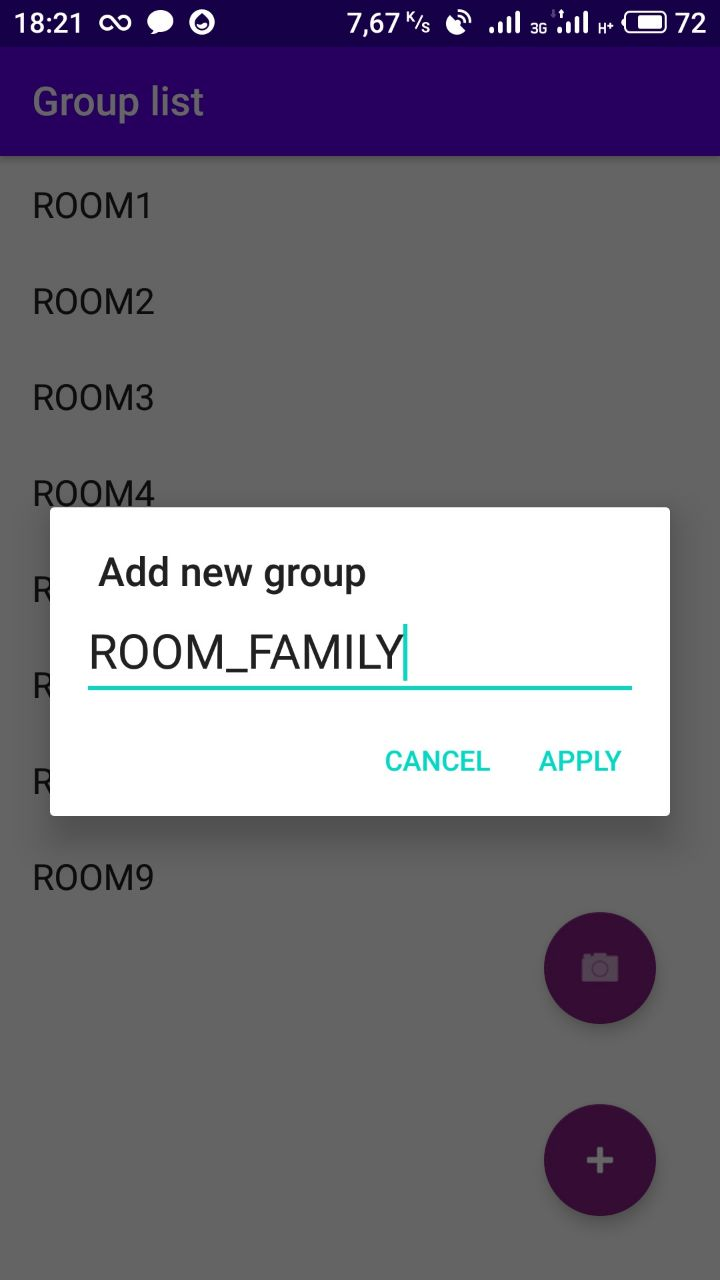 18:21 7,67 K/s 3G H+ 72
Group list
ROOM1
ROOM2
ROOM3
ROOM4
Add new group
ROOM_FAMILY
CANCEL APPLY
ROOM9